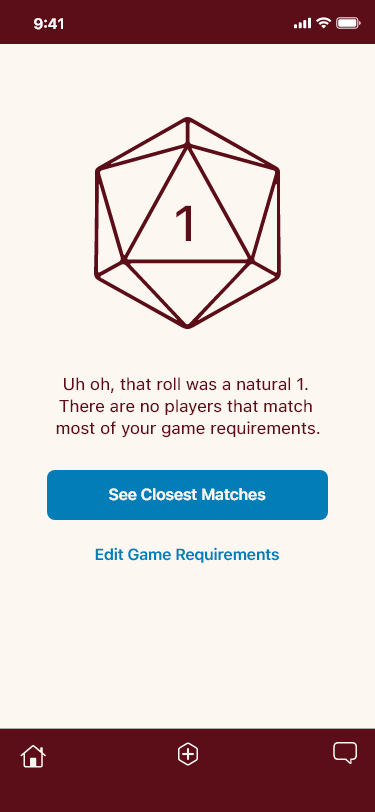 9:41
1
Uh oh, that roll was a natural 1.
There are no players that match
most of your game requirements.
See Closest Matches
Edit Game Requirements